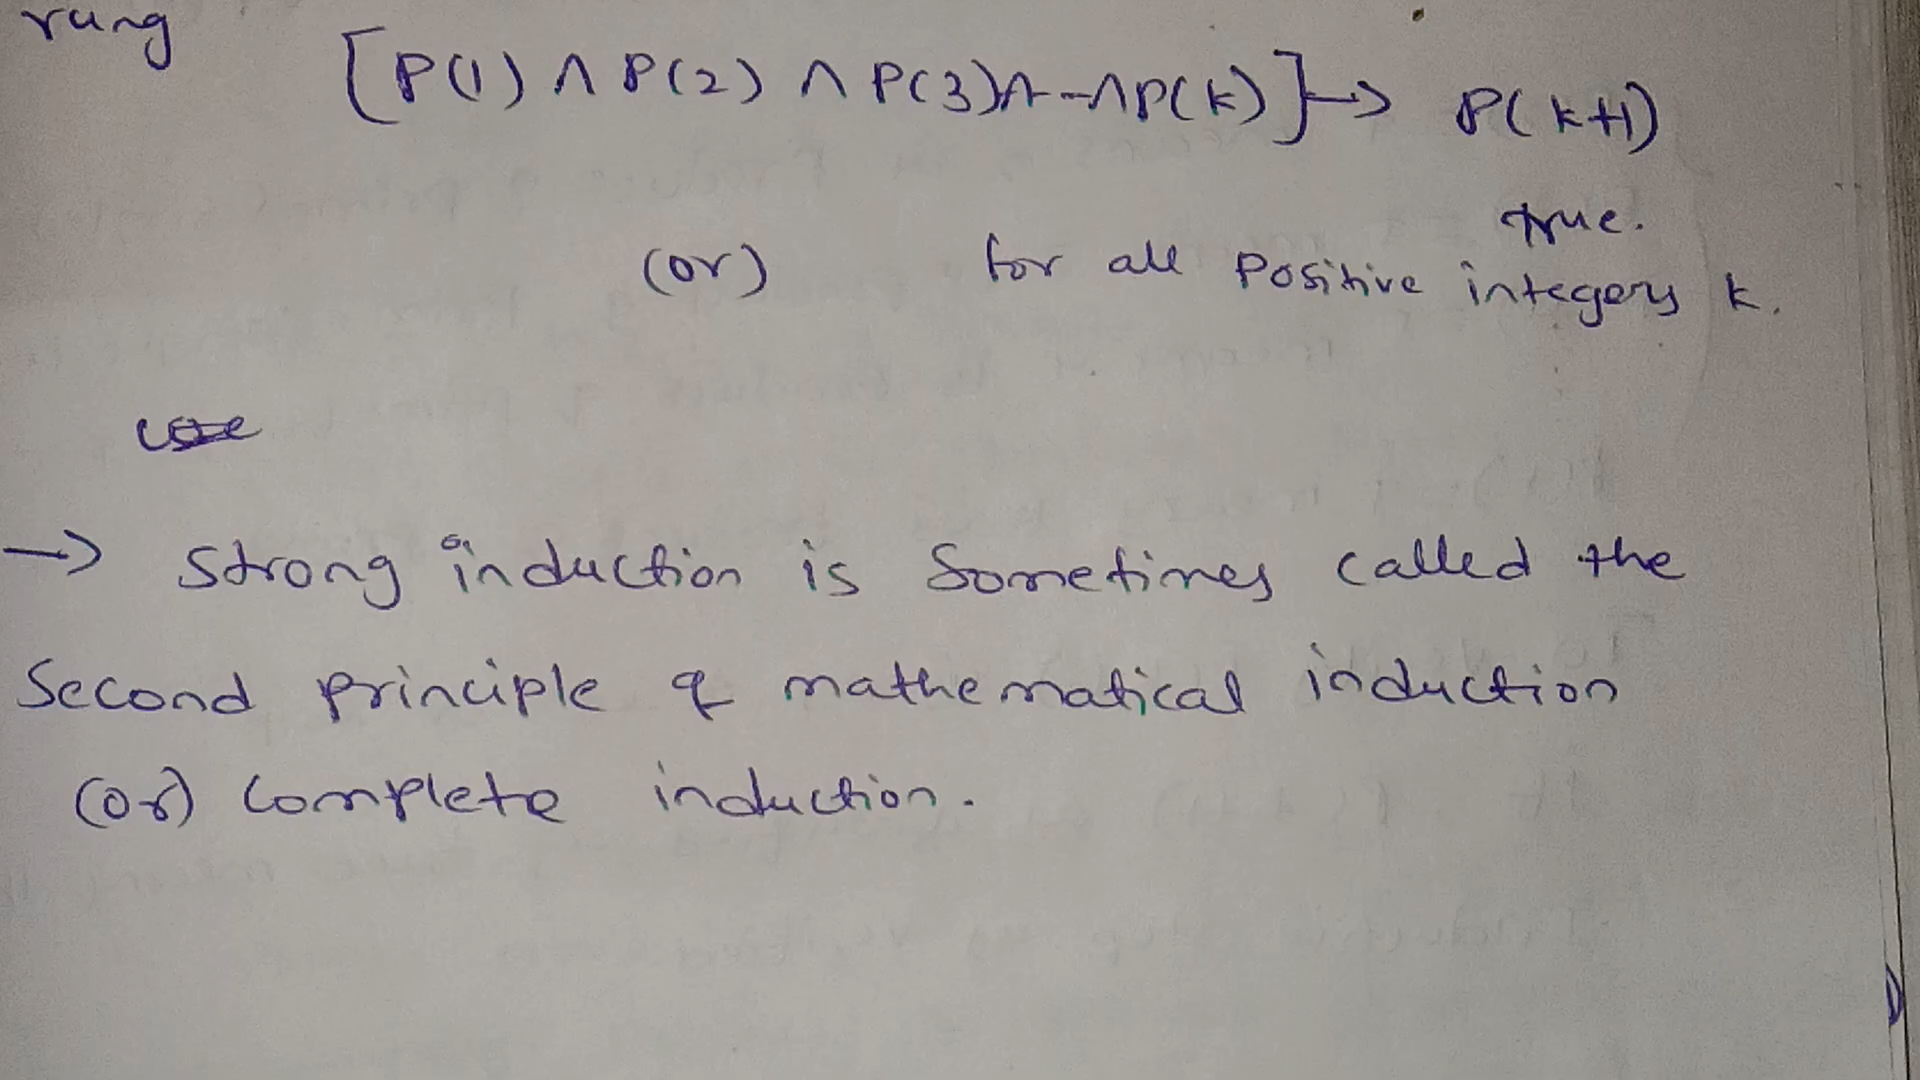 rung
[P(1) ∧ P(2) ∧ P(3) ∧ -- ∧ P(k)] → P(k+1)
true.
(or) for all Positive integers k.
→ strong induction is Sometimes called the
Second principle of mathematical induction
(or) complete induction.